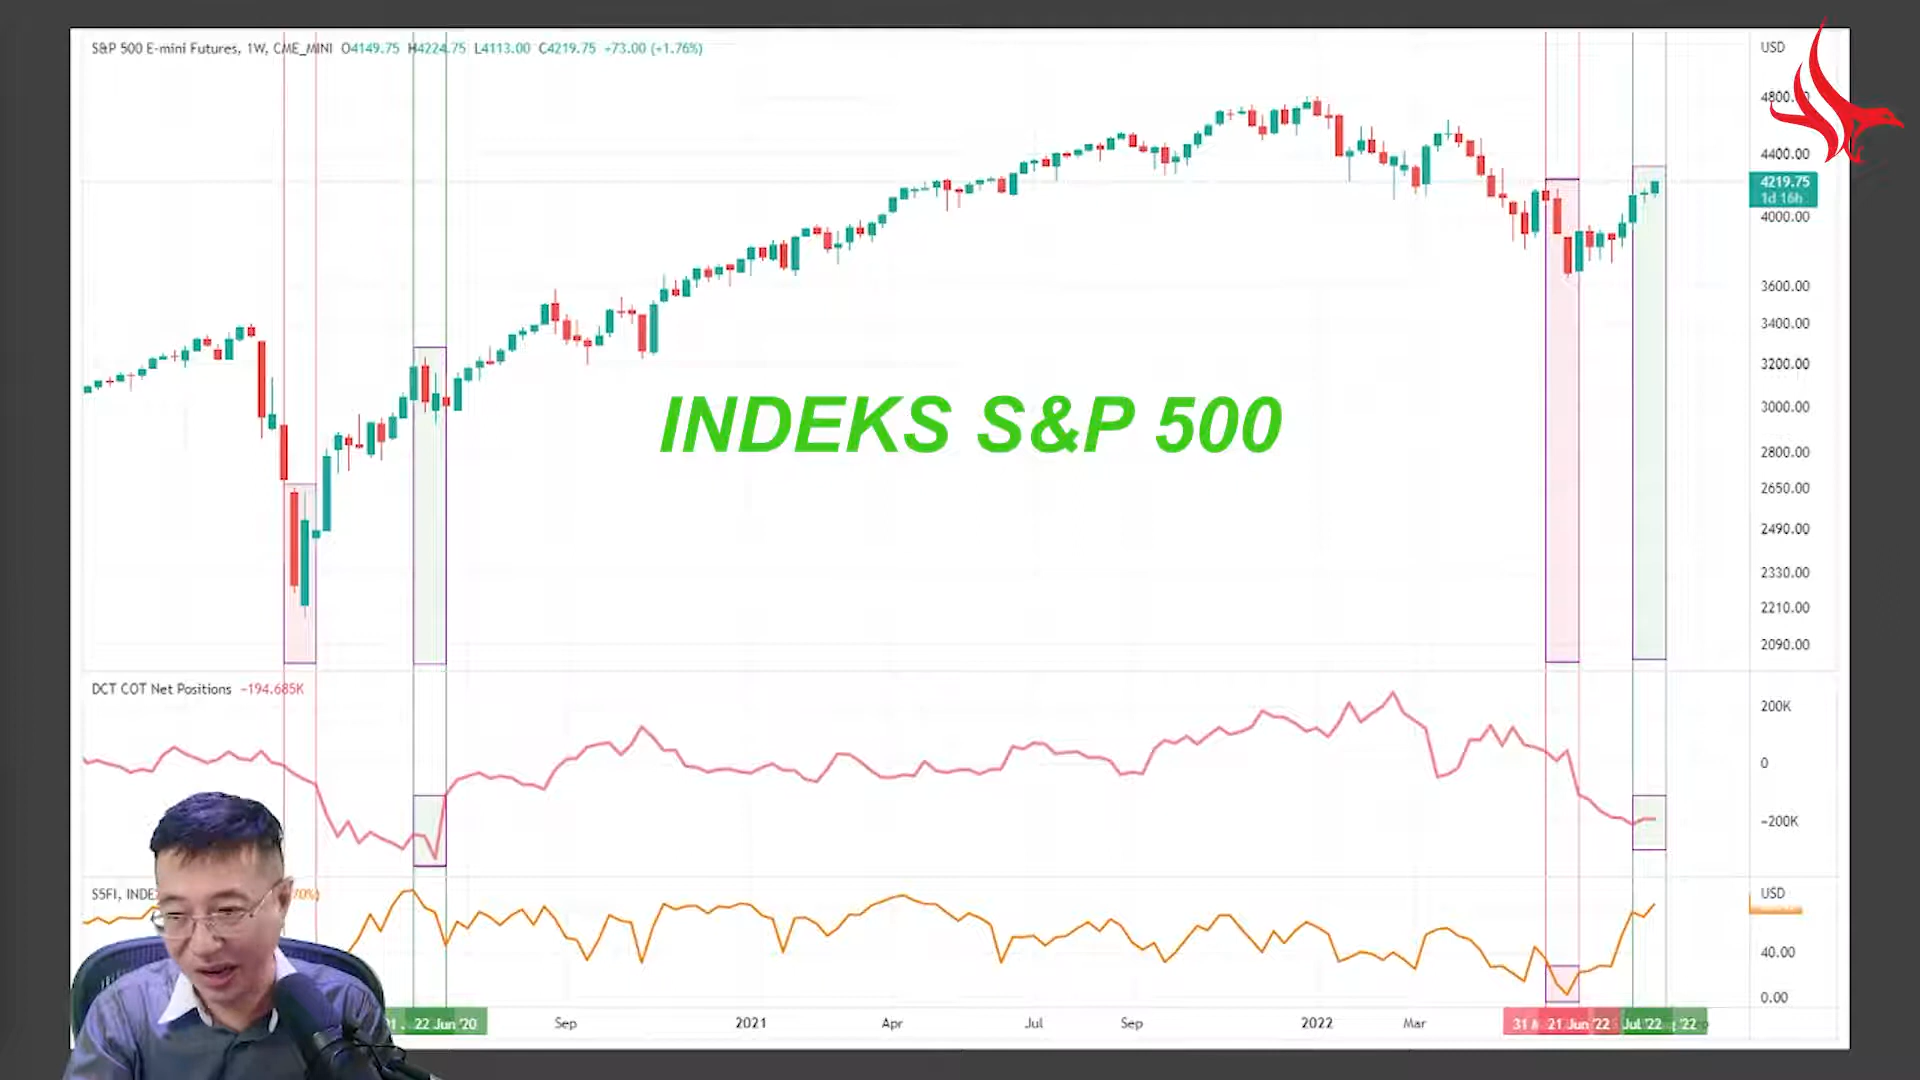 S&P 500 E-mini Futures, 1W, CME_MINI O4149.75 H4224.75 L4113.00 C4219.75 +73.00 (+1.76%)
USD
4800.
4400.00
4219.75
1d 16h
4000.00
3600.00
3400.00
3200.00
3000.00
INDEKS S&P 500
2800.00
2650.00
2490.00
2330.00
2210.00
2090.00
DCT COT Net Positions −194.685K
200K
0
−200K
S5FI, INDE
USD
40.00
0.00
22 Jun '20 Sep 2021 Apr Jul Sep 2022 Mar 31 21 Jun '22 Jul '22 '22